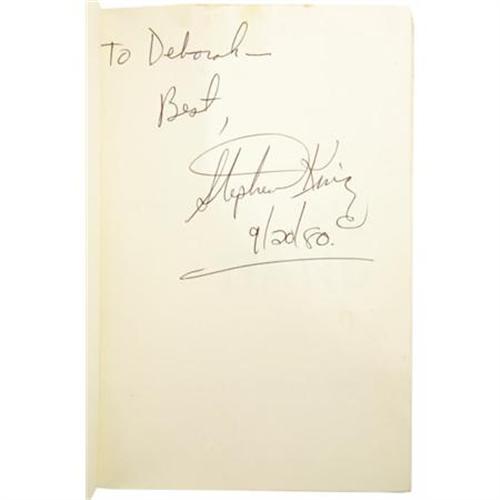 To Deborah—
Best,
Stephen King
9/20/80.